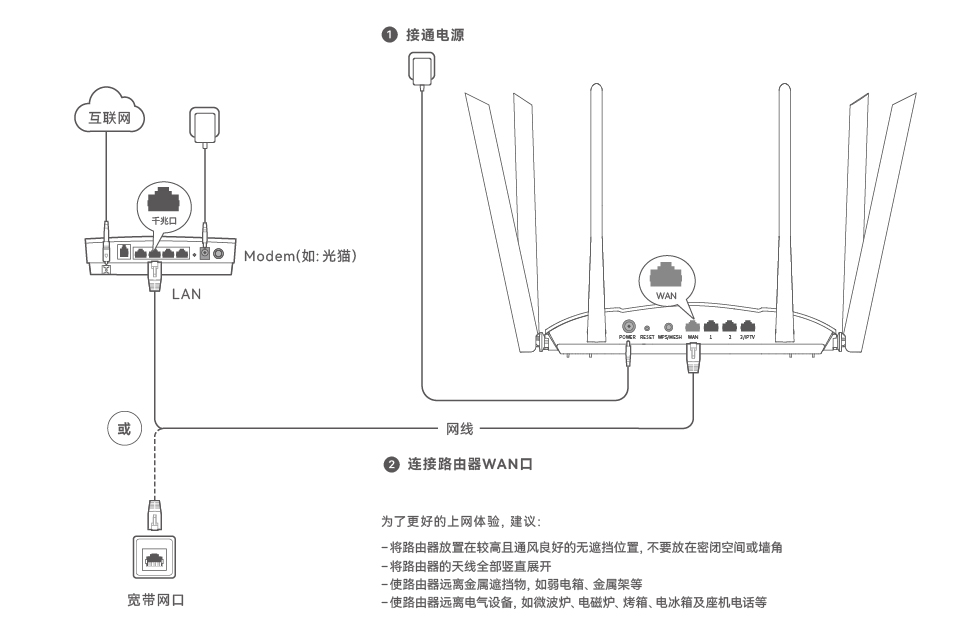 1 接通电源
互联网
千兆口
Modem(如: 光猫)
LAN
WAN
POWER RESET WPS/MESH WAN 1 2 3/IPTV
或
网线
2 连接路由器WAN口
宽带网口
为了更好的上网体验, 建议:
– 将路由器放置在较高且通风良好的无遮挡位置, 不要放在密闭空间或墙角
– 将路由器的天线全部竖直展开
– 使路由器远离金属遮挡物, 如弱电箱、金属架等
– 使路由器远离电气设备, 如微波炉、电磁炉、烤箱、电冰箱及座机电话等